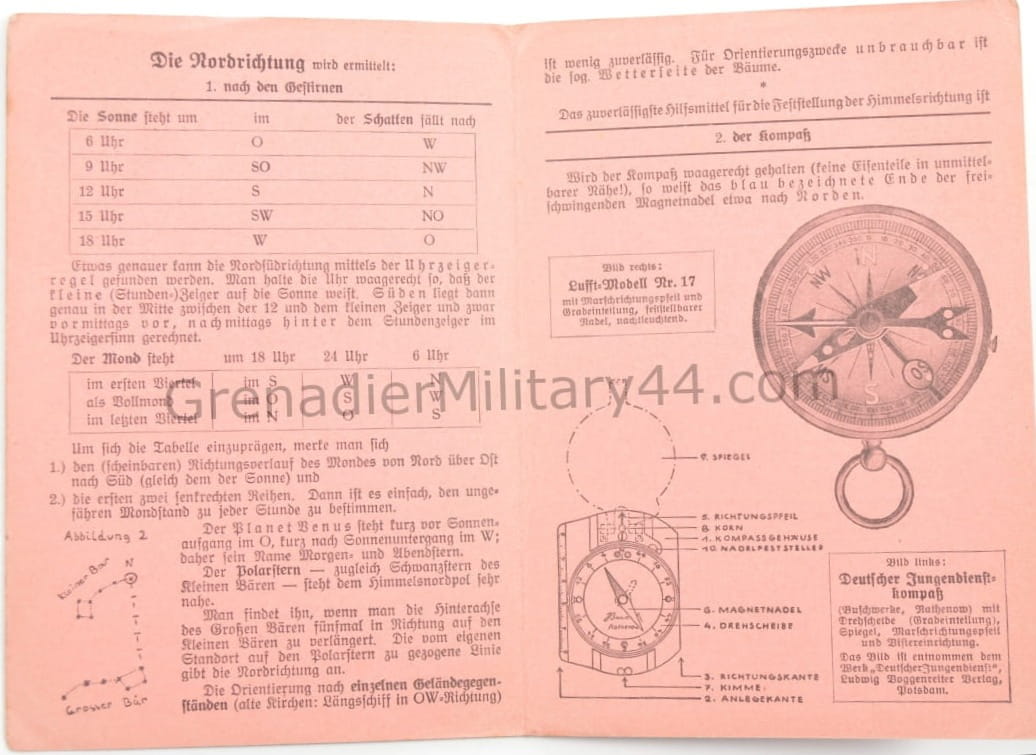 Die Nordrichtung wird ermittelt:
1. nach den Gestirnen
Die Sonne steht um im der Schatten fällt nach
6 Uhr O W
9 Uhr SO NW
12 Uhr S N
15 Uhr SW NO
18 Uhr W O
Etwas genauer kann die Nordsüdrichtung mittels der Uhrzeiger-
regel gefunden werden. Man halte die Uhr waagerecht so, daß der
kleine (Stunden-)Zeiger auf die Sonne weist. Süden liegt dann
genau in der Mitte zwischen der 12 und dem kleinen Zeiger und zwar
vormittags vor, nachmittags hinter dem Stundenzeiger im
Uhrzeigersinn gerechnet.
Der Mond steht um 18 Uhr 24 Uhr 6 Uhr
im ersten Viertel im S W N
als Vollmond im O S W
im letzten Viertel im N O S
Um sich die Tabelle einzuprägen, merke man sich
1.) den (scheinbaren) Richtungsverlauf des Mondes von Nord über Ost
nach Süd (gleich dem der Sonne) und
2.) die ersten zwei senkrechten Reihen. Dann ist es einfach, den unge-
fähren Mondstand zu jeder Stunde zu bestimmen.
Abbildung 2
Kleiner Bär
N
Grosser Bär
Der Planet Venus steht kurz vor Sonnen-
aufgang im O, kurz nach Sonnenuntergang im W;
daher sein Name Morgen- und Abendstern.
Der Polarstern — zugleich Schwanzstern des
Kleinen Bären — steht dem Himmelsnordpol sehr
nahe.
Man findet ihn, wenn man die Hinterachse
des Großen Bären fünfmal in Richtung auf den
Kleinen Bären zu verlängert. Die vom eigenen
Standort auf den Polarstern zu gezogene Linie
gibt die Nordrichtung an.
Die Orientierung nach einzelnen Geländegegen-
ständen (alte Kirchen: Längsschiff in OW-Richtung)
ist wenig zuverlässig. Für Orientierungszwecke unbrauchbar ist
die sog. Wetterseite der Bäume.
*
Das zuverlässigste Hilfsmittel für die Feststellung der Himmelsrichtung ist
2. der Kompaß
Wird der Kompaß waagerecht gehalten (keine Eisenteile in unmittel-
barer Nähe!), so weist das blau bezeichnete Ende der frei-
schwingenden Magnetnadel etwa nach Norden.
Bild rechts:
Lufft-Modell Nr. 17
mit Marschrichtungspfeil und
Gradeinteilung, feststellbarer
Nadel, nachtleuchtend.
N
NW
S
GrenadierMilitary44.com
9. SPIEGEL
5. RICHTUNGSPFEIL
8. KORN
1. KOMPASSGEHÄUSE
10. NADELFESTSTELLER
6. MAGNETNADEL
4. DREHSCHEIBE
3. RICHTUNGSKANTE
7. KIMME
2. ANLEGEKANTE
Bild links:
Deutscher Jungendienst-
kompaß
(Buschwerke, Rathenow) mit
Drehscheibe (Gradeinteilung),
Spiegel, Marschrichtungspfeil
und Visiereinrichtung.
Das Bild ist entnommen dem
Werk „Deutscher Jungendienst“,
Ludwig Voggenreiter Verlag,
Potsdam.